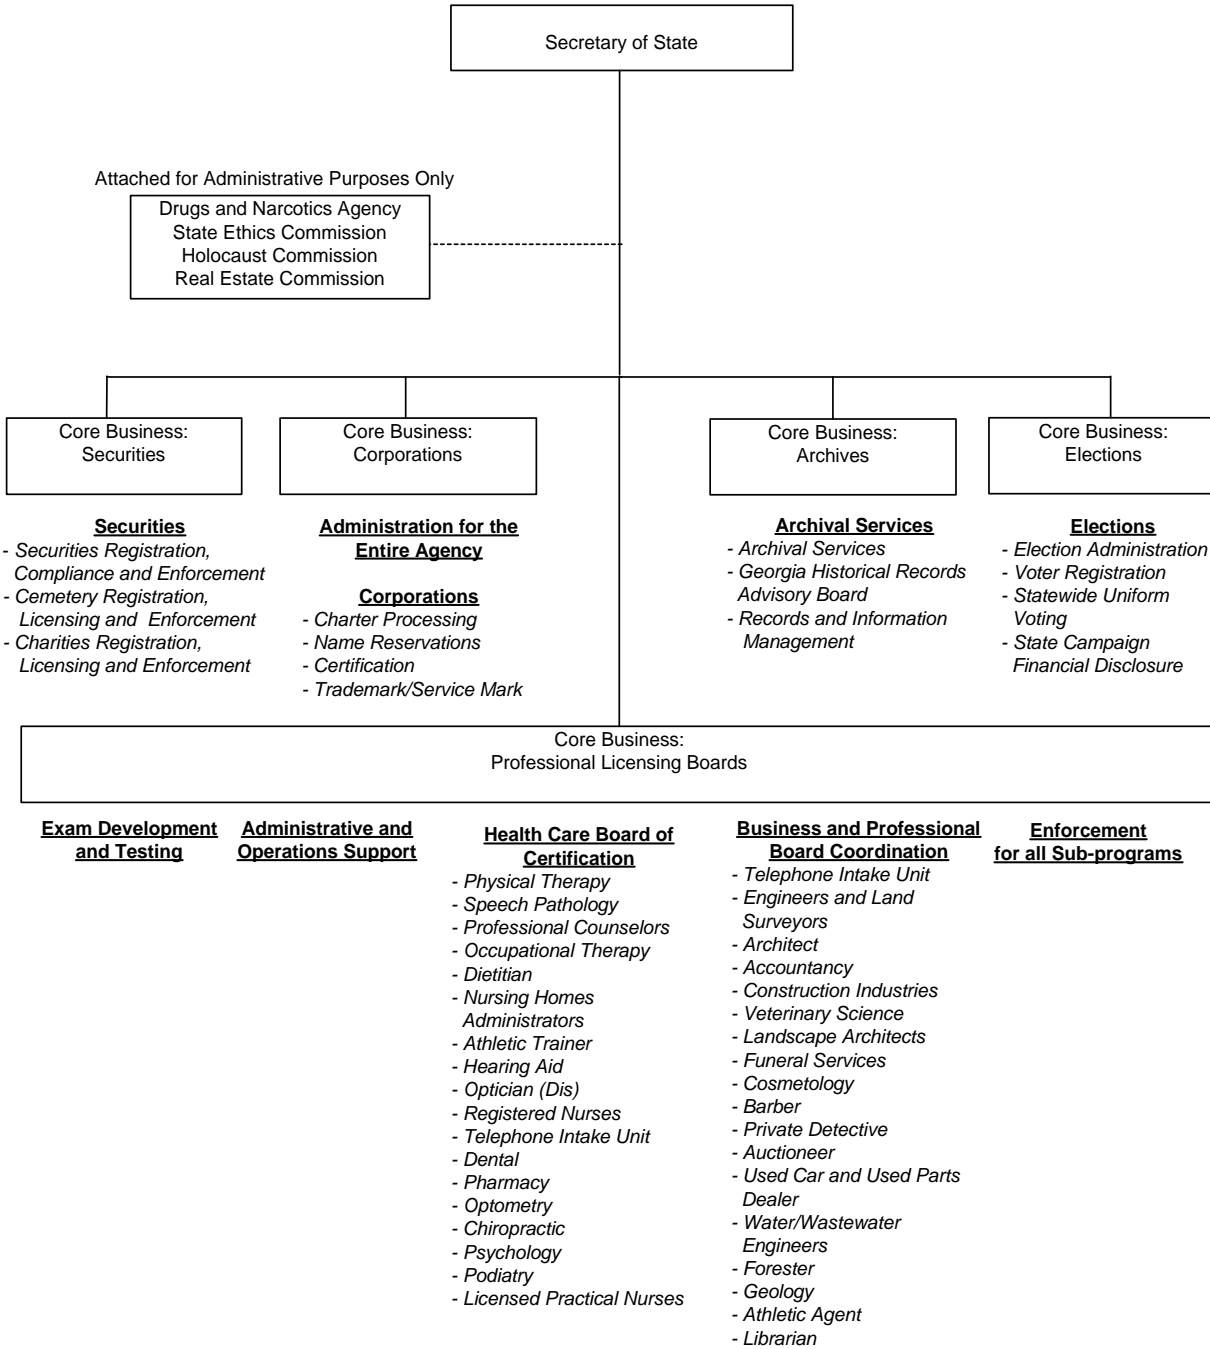 Secretary of State
Attached for Administrative Purposes Only
Drugs and Narcotics Agency
State Ethics Commission
Holocaust Commission
Real Estate Commission
Core Business:
Securities
Core Business:
Corporations
Core Business:
Archives
Core Business:
Elections
Securities
- Securities Registration,
Compliance and Enforcement
- Cemetery Registration,
Licensing and Enforcement
- Charities Registration,
Licensing and Enforcement
Administration for the
Entire Agency
Corporations
- Charter Processing
- Name Reservations
- Certification
- Trademark/Service Mark
Archival Services
- Archival Services
- Georgia Historical Records
Advisory Board
- Records and Information
Management
Elections
- Election Administration
- Voter Registration
- Statewide Uniform
Voting
- State Campaign
Financial Disclosure
Core Business:
Professional Licensing Boards
Exam Development
and Testing
Administrative and
Operations Support
Health Care Board of
Certification
- Physical Therapy
- Speech Pathology
- Professional Counselors
- Occupational Therapy
- Dietitian
- Nursing Homes
Administrators
- Athletic Trainer
- Hearing Aid
- Optician (Dis)
- Registered Nurses
- Telephone Intake Unit
- Dental
- Pharmacy
- Optometry
- Chiropractic
- Psychology
- Podiatry
- Licensed Practical Nurses
Business and Professional
Board Coordination
- Telephone Intake Unit
- Engineers and Land
Surveyors
- Architect
- Accountancy
- Construction Industries
- Veterinary Science
- Landscape Architects
- Funeral Services
- Cosmetology
- Barber
- Private Detective
- Auctioneer
- Used Car and Used Parts
Dealer
- Water/Wastewater
Engineers
- Forester
- Geology
- Athletic Agent
- Librarian
Enforcement
for all Sub-programs